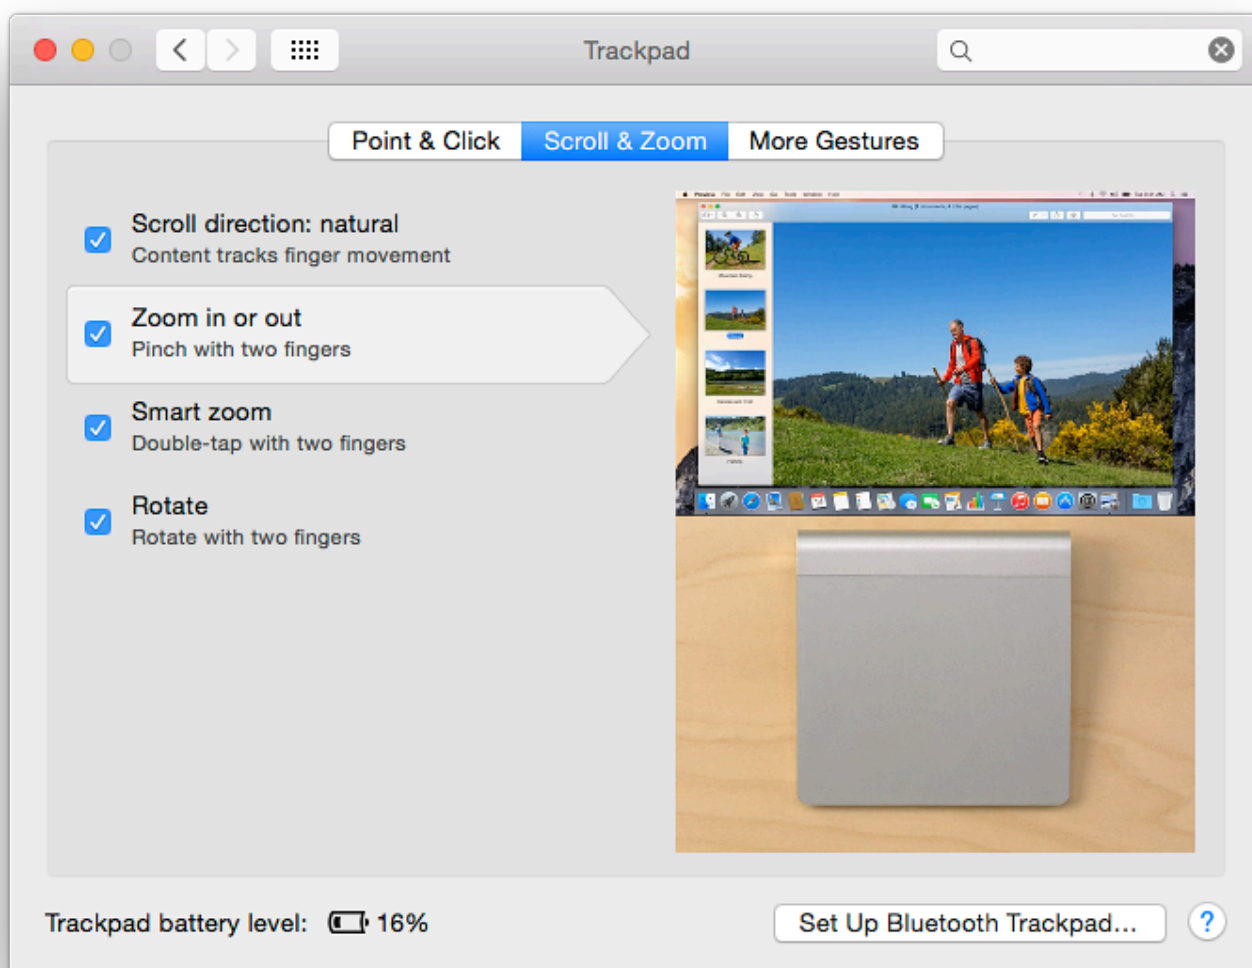 Trackpad
Point & Click
Scroll & Zoom
More Gestures
Scroll direction: natural
Content tracks finger movement
Zoom in or out
Pinch with two fingers
Smart zoom
Double-tap with two fingers
Rotate
Rotate with two fingers
Trackpad battery level: 16%
Set Up Bluetooth Trackpad...
?